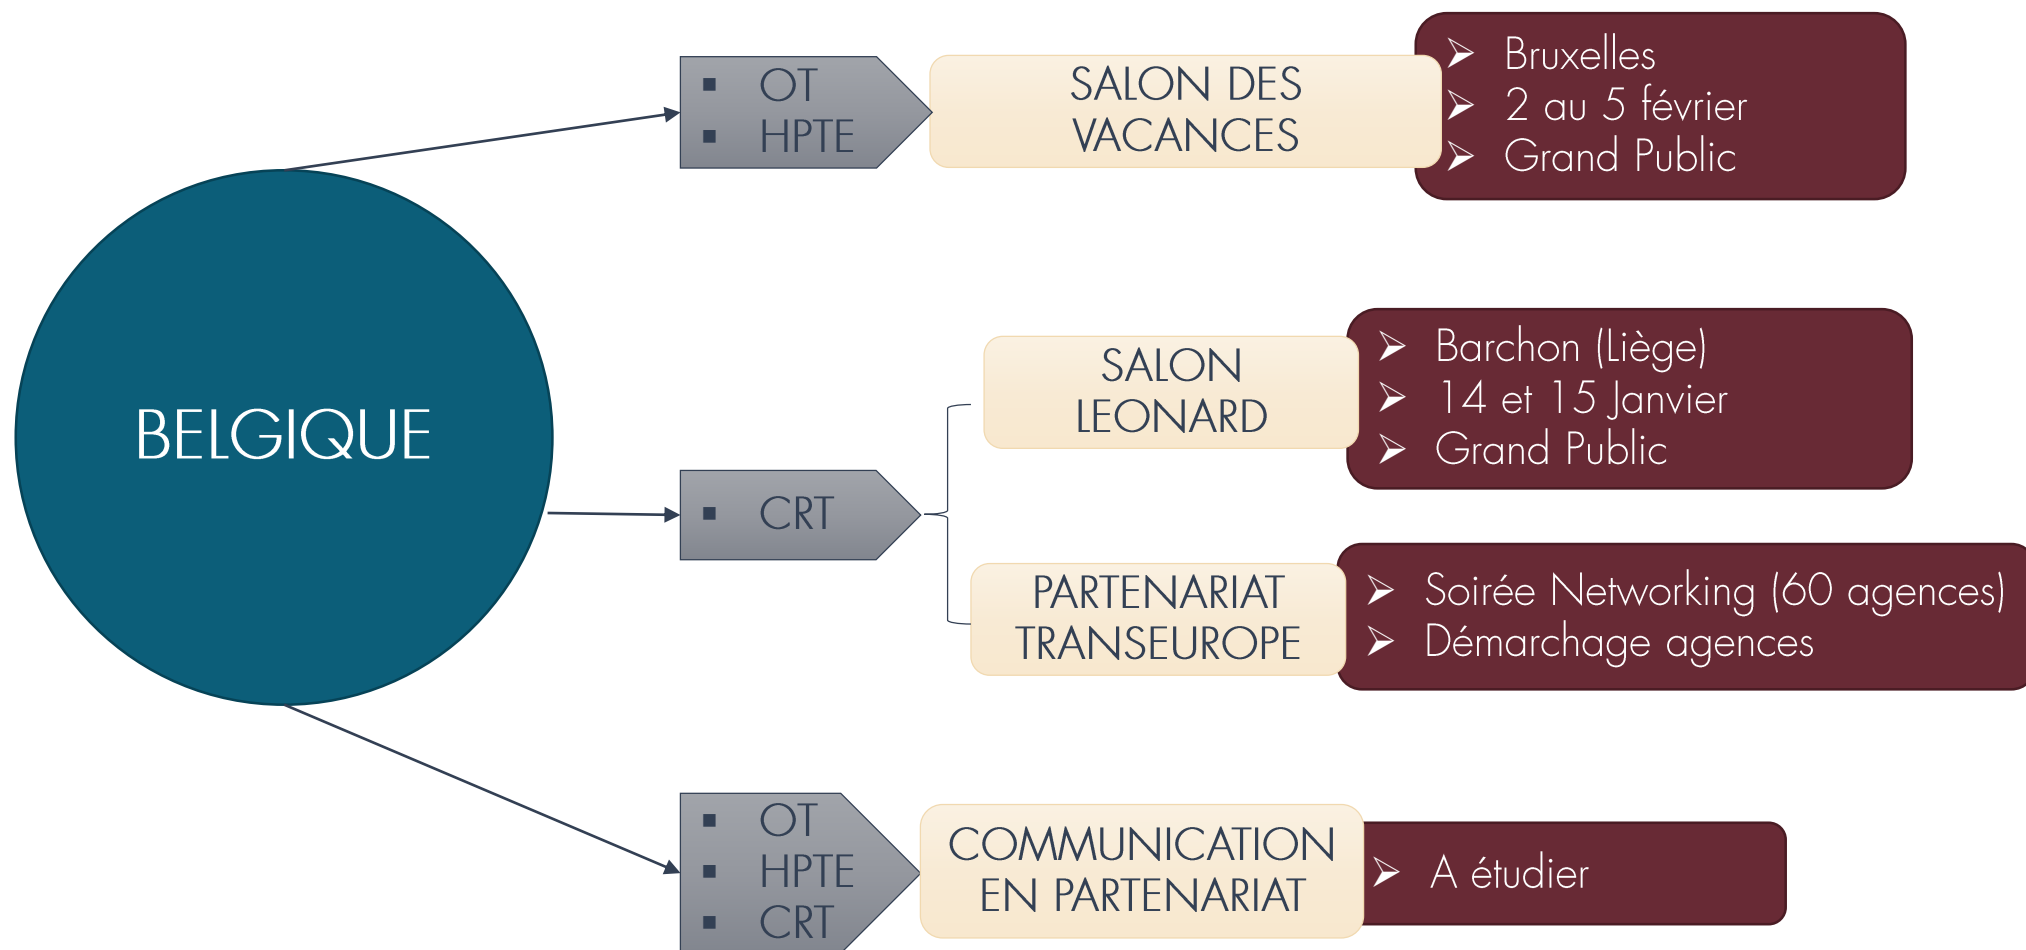 BELGIQUE
▪ OT
▪ HPTE
SALON DES
VACANCES
➢ Bruxelles
➢ 2 au 5 février
➢ Grand Public
▪ CRT
SALON
LEONARD
➢ Barchon (Liège)
➢ 14 et 15 Janvier
➢ Grand Public
PARTENARIAT
TRANSEUROPE
➢ Soirée Networking (60 agences)
➢ Démarchage agences
▪ OT
▪ HPTE
▪ CRT
COMMUNICATION
EN PARTENARIAT
➢ A étudier